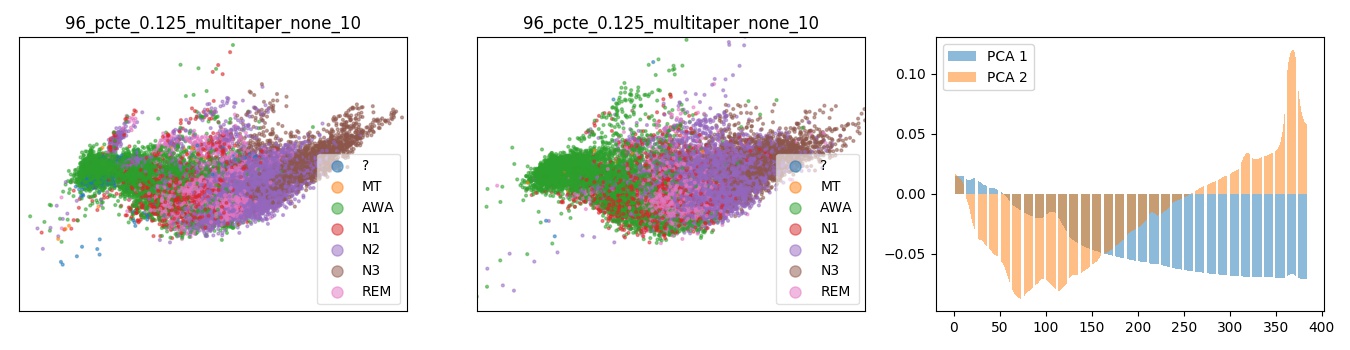 96_pcte_0.125_multitaper_none_10
?
MT
AWA
N1
N2
N3
REM
96_pcte_0.125_multitaper_none_10
?
MT
AWA
N1
N2
N3
REM
PCA 1
PCA 2
0.10
0.05
0.00
−0.05
0 50 100 150 200 250 300 350 400